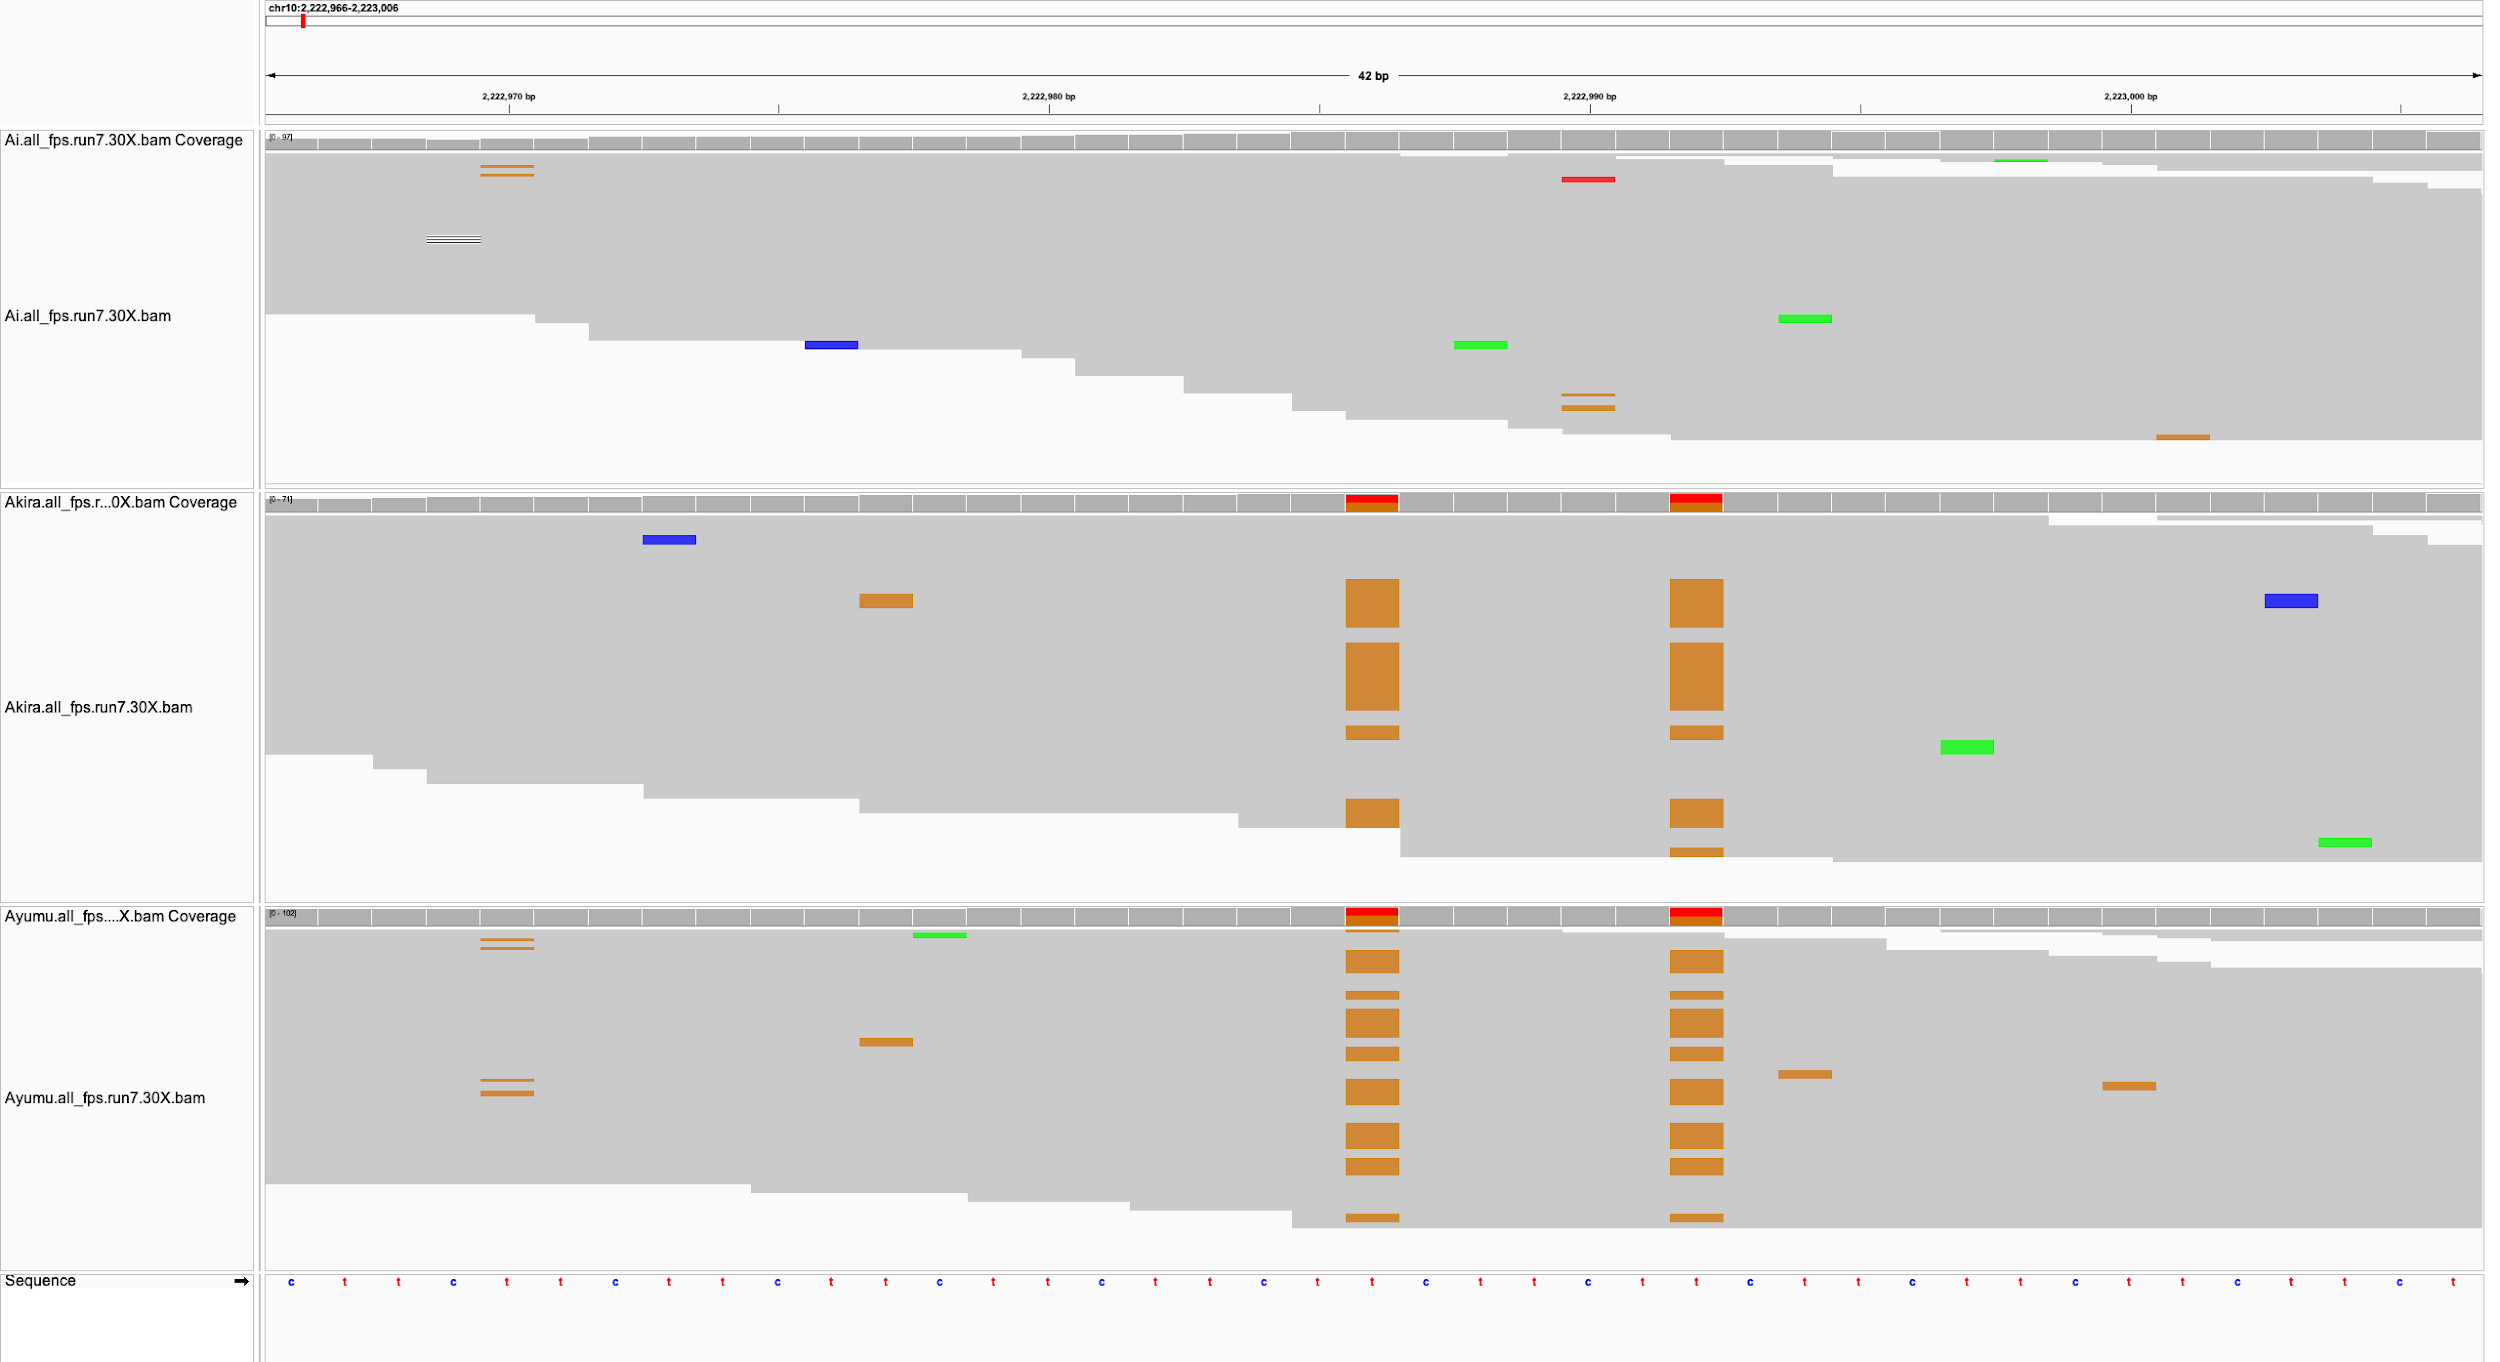 chr10:2,222,966-2,223,006
42 bp
2,222,970 bp 2,222,980 bp 2,222,990 bp 2,223,000 bp
Ai.all_fps.run7.30X.bam Coverage
[0 - 97]
Ai.all_fps.run7.30X.bam
Akira.all_fps.r...0X.bam Coverage
[0 - 71]
Akira.all_fps.run7.30X.bam
Ayumu.all_fps....X.bam Coverage
[0 - 102]
Ayumu.all_fps.run7.30X.bam
Sequence c t t c t t c t t c t t c t t c t t c t t c t t c t t c t t c t t c t t c t t c t